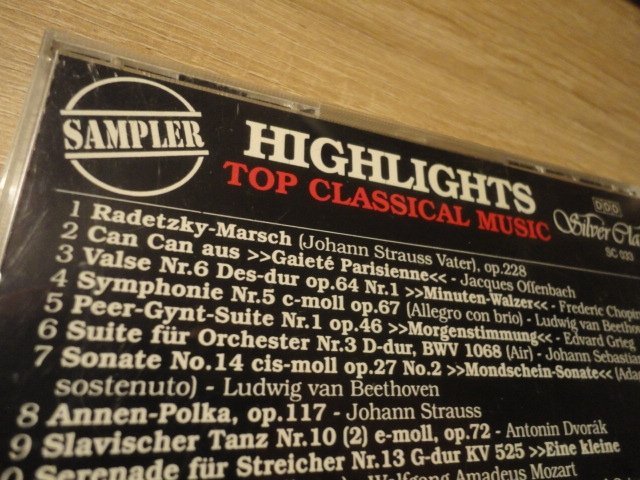 SAMPLER
HIGHLIGHTS
TOP CLASSICAL MUSIC
DDD
SC 033
1 Radetzky-Marsch (Johann Strauss Vater), op.228
2 Can Can aus >>Gaieté Parisienne<< - Jacques Offenbach
3 Valse Nr.6 Des-dur op.64 Nr.1 >>Minuten-Walzer<< - Frederic
4 Symphonie Nr.5 c-moll op.67 (Allegro con brio) - Ludwig van
5 Peer-Gynt-Suite Nr.1 op.46 >>Morgenstimmung<< - Edvard Grieg
6 Suite für Orchester Nr.3 D-dur, BWV 1068 (Air) - Johann
7 Sonate No.14 cis-moll op.27 No.2 >>Mondschein-Sonate<<
sostenuto) - Ludwig van Beethoven
8 Annen-Polka, op.117 - Johann Strauss
9 Slavischer Tanz Nr.10 (2) e-moll, op.72 - Antonin Dvorák
Serenade für Streicher Nr.13 G-dur KV 525 >>Eine kleine
Wolfgang Amadeus Mozart